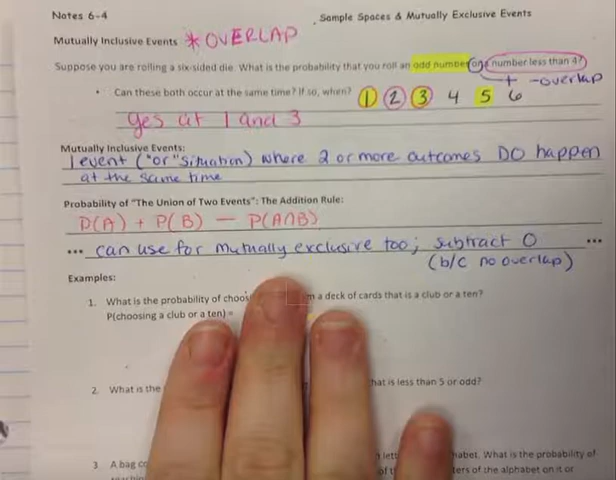 Notes 6-4
Sample Spaces & Mutually Exclusive Events
Mutually Inclusive Events * OVERLAP
Suppose you are rolling a six-sided die. What is the probability that you roll an odd number or a number less than 4?
+ -overlap
Can these both occur at the same time? If so, when? 1 2 3 4 5 6
yes at 1 and 3
Mutually Inclusive Events:
1 event ("or" situation) where 2 or more outcomes DO happen
at the same time
Probability of "The Union of Two Events": The Addition Rule:
P(A) + P(B) - P(A∩B)
... can use for mutually exclusive too; subtract 0 ...
(b/c no overlap)
Examples:
1. What is the probability of a deck of cards that is a club or a ten?
P(choosing a club or a ten) =
2. What is the that is less than 5 or odd?
3 A bag What is the probability of
of the alphabet on it or